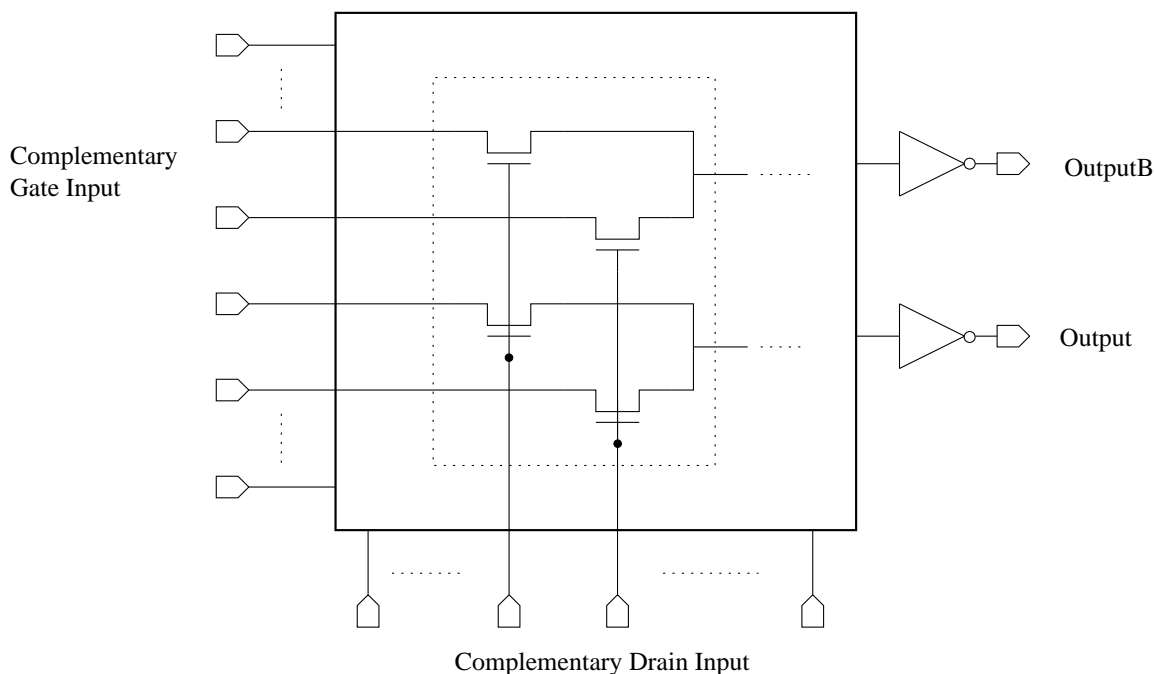 Complementary
Gate Input
OutputB
Output
Complementary Drain Input